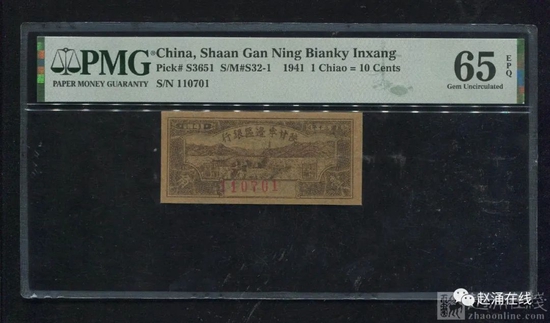 PMG
PAPER MONEY GUARANTY
China, Shaan Gan Ning Bianky Inxang
Pick# S3651 S/M#S32-1 1941 1 Chiao = 10 Cents
S/N 110701
65 EPQ
Gem Uncirculated
陝甘寧邊區銀行
110701
赵涌在线
zhaoonline.com